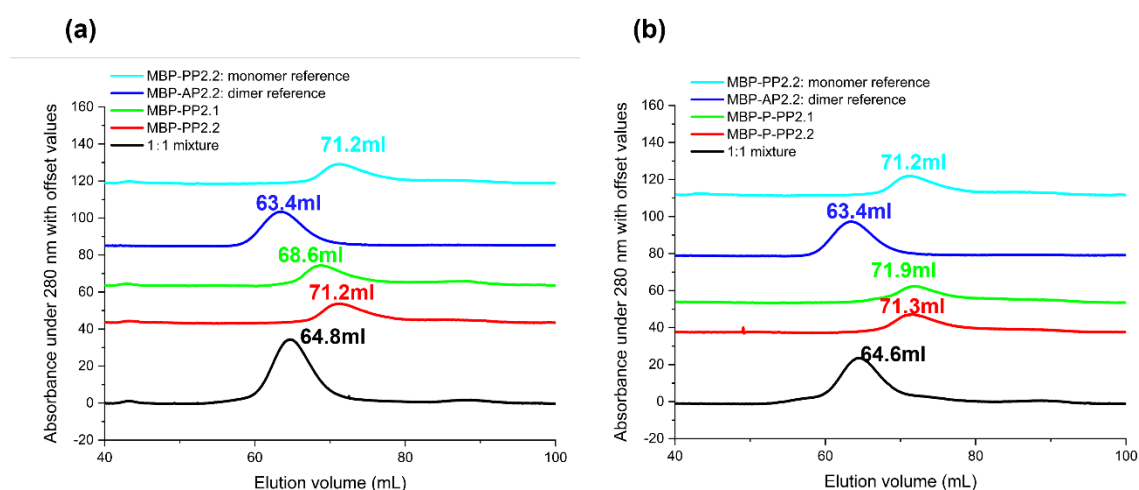 (a)
MBP-PP2.2: monomer reference
MBP-AP2.2: dimer reference
MBP-PP2.1
MBP-PP2.2
1:1 mixture
160
140
120
100
80
60
40
20
0
-20
71.2ml
63.4ml
68.6ml
71.2ml
64.8ml
Absorbance under 280 nm with offset values
40
60
80
100
Elution volume (mL)
(b)
MBP-PP2.2: monomer reference
MBP-AP2.2: dimer reference
MBP-P-PP2.1
MBP-P-PP2.2
1:1 mixture
160
140
120
100
80
60
40
20
0
-20
71.2ml
63.4ml
71.9ml
71.3ml
64.6ml
Absorbance under 280 nm with offset values
40
60
80
100
Elution volume (mL)